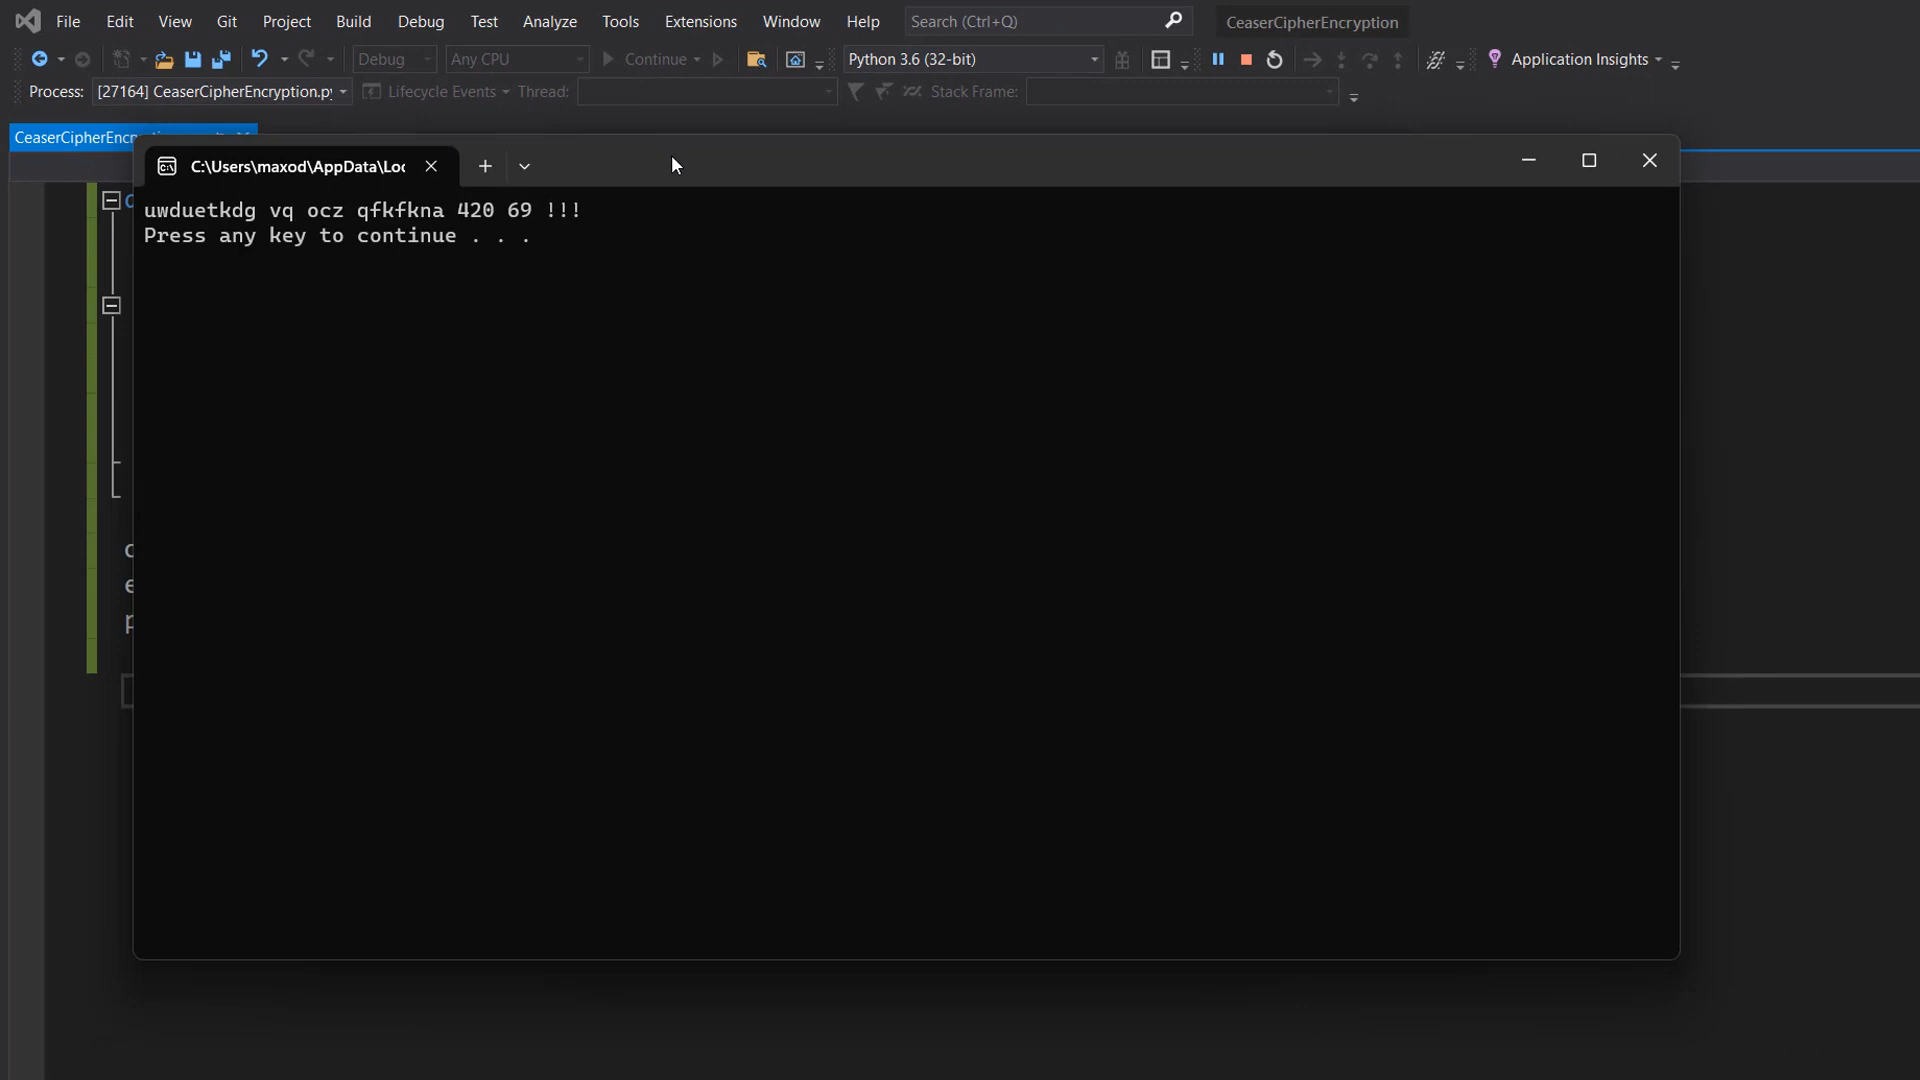 File Edit View Git Project Build Debug Test Analyze Tools Extensions Window Help Search (Ctrl+Q) CeaserCipherEncryption
Debug Any CPU Continue Python 3.6 (32-bit) Application Insights
Process: [27164] CeaserCipherEncryption.py Lifecycle Events Thread: Stack Frame:
C:\Users\maxod\AppData\Loc
uwduetkdg vq ocz qfkfkna 420 69 !!!
Press any key to continue . . .